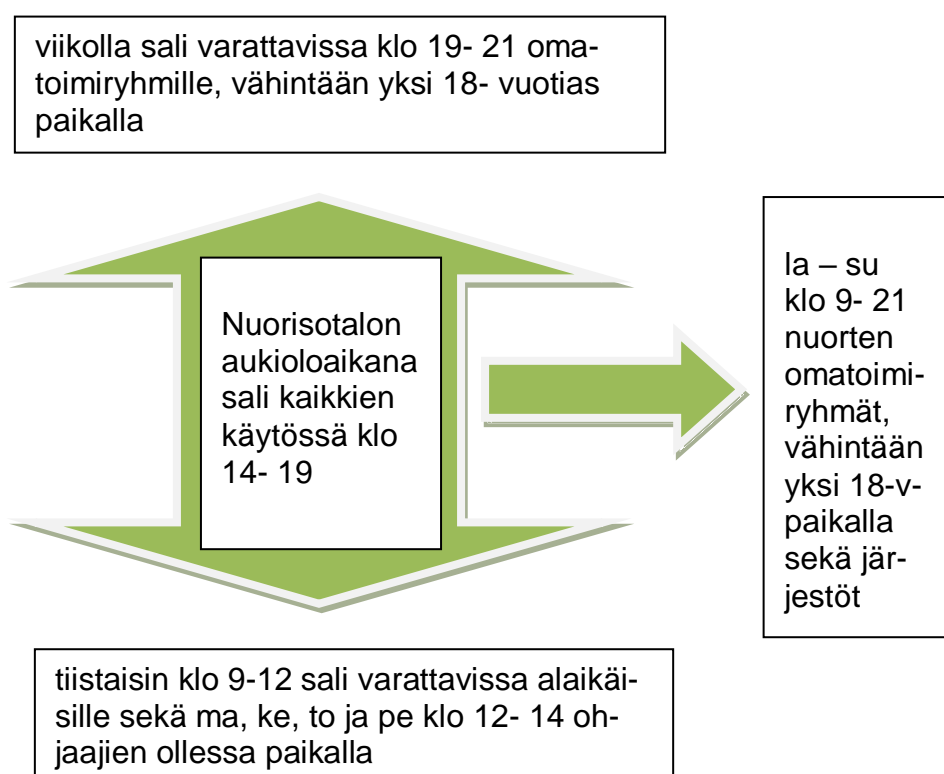 viikolla sali varattavissa klo 19- 21 oma-
toimiryhmille, vähintään yksi 18- vuotias
paikalla
Nuorisotalon
aukioloaikana
sali kaikkien
käytössä klo
14- 19
la – su
klo 9- 21
nuorten
omatoimi-
ryhmät,
vähintään
yksi 18-v-
paikalla
sekä jär-
jestöt
tiistaisin klo 9-12 sali varattavissa alaikäi-
sille sekä ma, ke, to ja pe klo 12- 14 oh-
jaajien ollessa paikalla